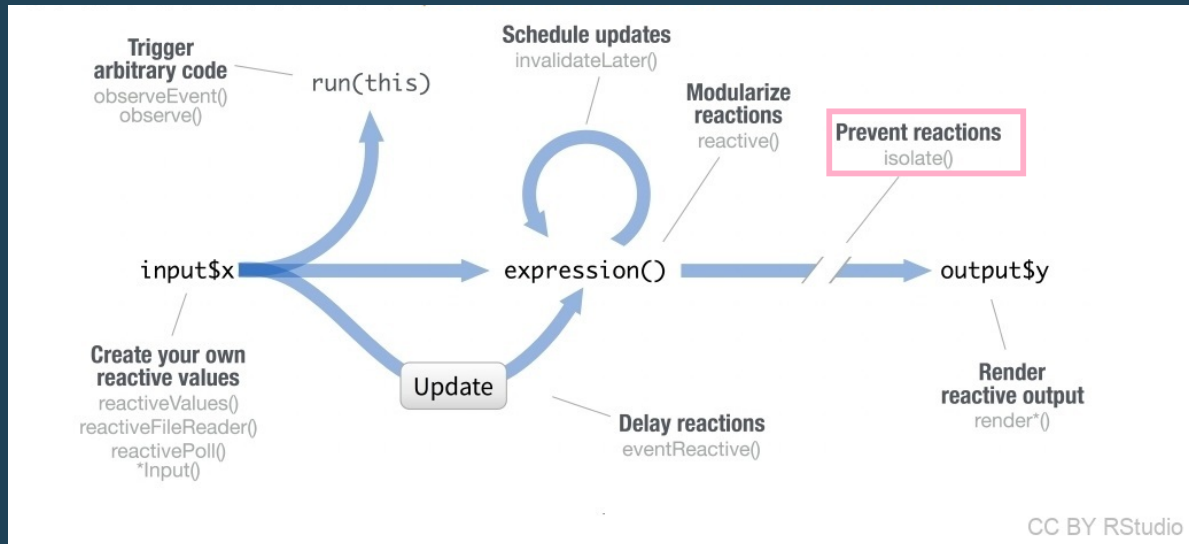 Trigger
arbitrary code
observeEvent()
observe()
run(this)
Schedule updates
invalidateLater()
Modularize
reactions
reactive()
Prevent reactions
isolate()
input$x
expression()
output$y
Create your own
reactive values
reactiveValues()
reactiveFileReader()
reactivePoll()
*Input()
Update
Delay reactions
eventReactive()
Render
reactive output
render*()
CC BY RStudio